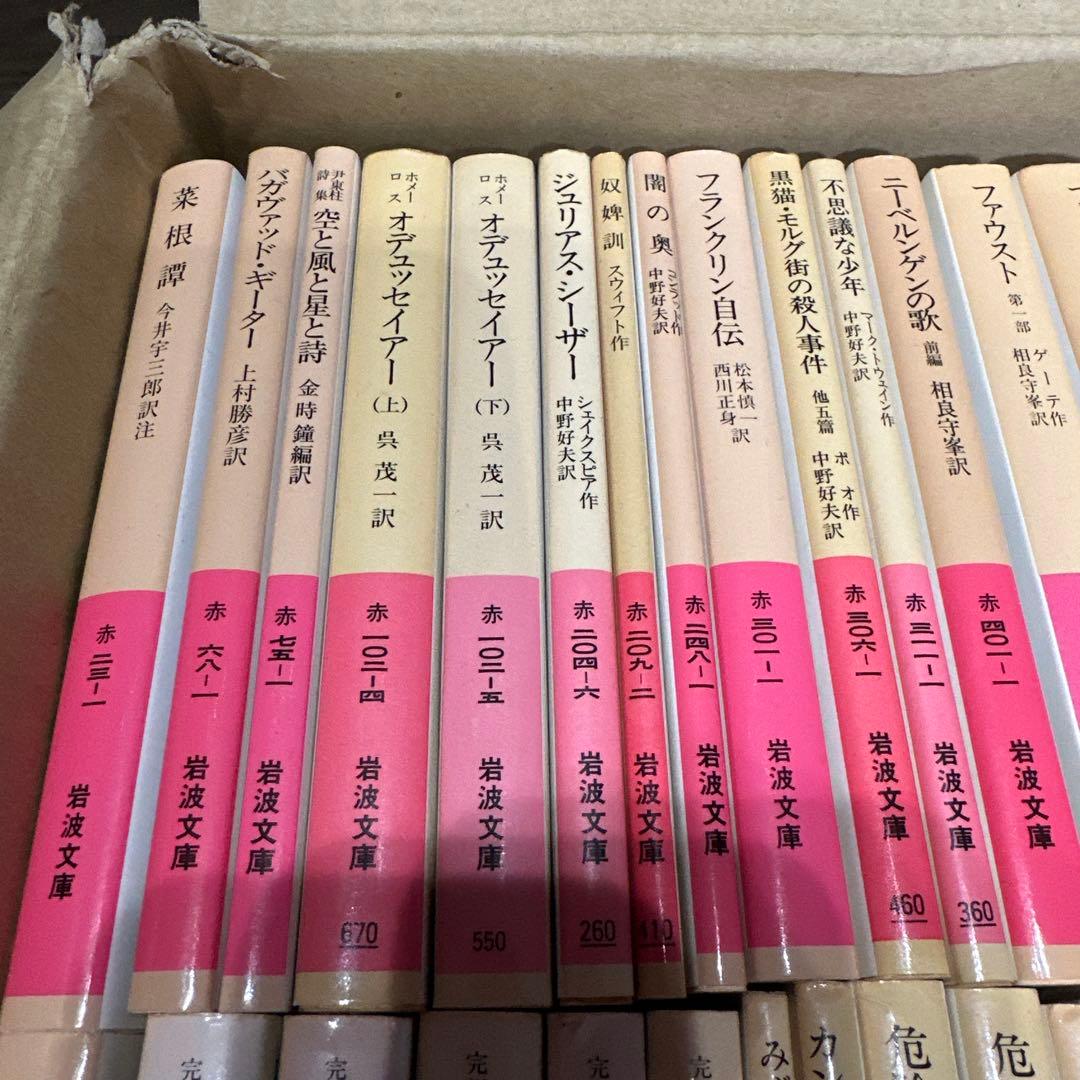 菜根譚 今井宇三郎訳注
赤 二三-一
岩波文庫
バガヴァッド・ギーター 上村勝彦訳
赤 六八-一
岩波文庫
尹東柱
詩集
空と風と星と詩 金時鐘編訳
赤 七五-一
岩波文庫
ホメーロス
オデュッセイアー (上) 呉茂一訳
赤 一〇二-四
岩波文庫
670
ホメーロス
オデュッセイアー (下) 呉茂一訳
赤 一〇二-五
岩波文庫
550
ジュリアス・シーザー
シェイクスピア作
中野好夫訳
赤 二〇四-六
岩波文庫
260
奴婢訓 スウィフト作
赤 二〇九-二
岩波文庫
410
闇の奥
コンラッド作
中野好夫訳
赤 二四八-一
岩波文庫
フランクリン自伝
松本慎一
西川正身訳
赤 三〇一-一
岩波文庫
黒猫・モルグ街の殺人事件 他五篇
ポオ作
中野好夫訳
赤 三〇六-一
岩波文庫
460
不思議な少年
マーク・トウェイン作
中野好夫訳
赤 三一一-一
岩波文庫
360
ニーベルンゲンの歌 前編 相良守峯訳
赤 四〇一-一
岩波文庫
ファウスト 第一部
ゲーテ作
相良守峯訳
完
完
完
完
み
カン
危
危